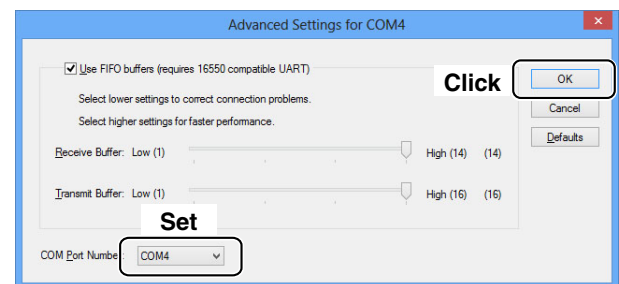 Advanced Settings for COM4
Use FIFO buffers (requires 16550 compatible UART)
Click
OK
Select lower settings to correct connection problems.
Cancel
Select higher settings for faster performance.
Defaults
Receive Buffer: Low (1) High (14) (14)
Transmit Buffer: Low (1) High (16) (16)
Set
COM Port Numbe: COM4